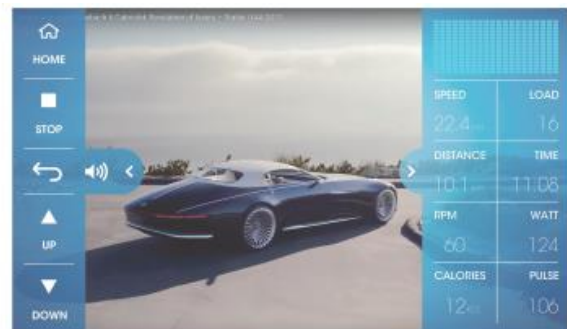 HOME
STOP
UP
DOWN
SPEED LOAD
22.4 16
DISTANCE TIME
10.1 11.08
RPM WATT
60 124
CALORIES PULSE
12 106